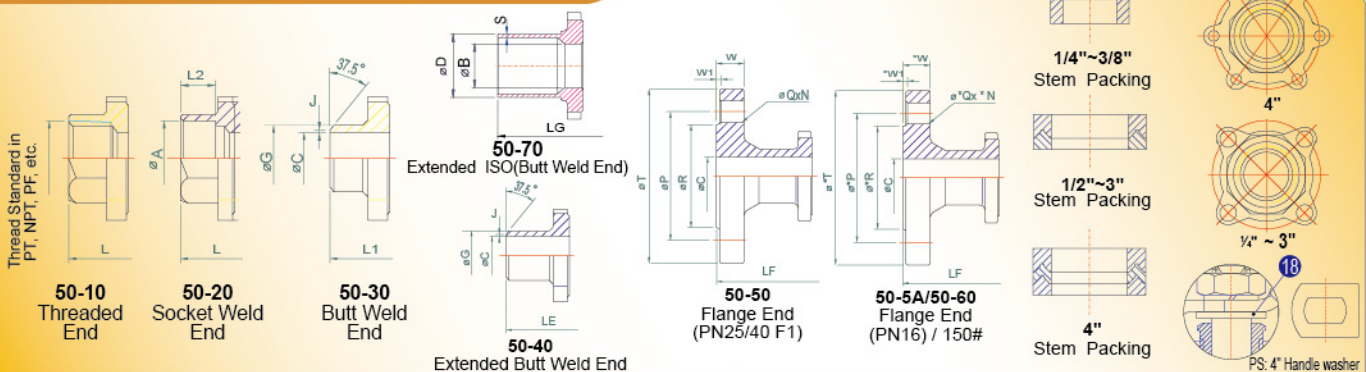 Thread Standard in
PT, NPT, PF, etc.
L
50-10
Threaded
End
L2
øA
L
50-20
Socket Weld
End
37.5°
J
øG
øC
L1
50-30
Butt Weld
End
S
øD
øB
LG
50-70
Extended ISO(Butt Weld End)
37.5°
J
øG
øC
LE
50-40
Extended Butt Weld End
W
W1
øQxN
øT
øP
øR
øC
LF
50-50
Flange End
(PN25/40 F1)
*W
*W1
ø*Qx * N
ø*T
ø*P
ø*R
øC
LF
50-5A/50-60
Flange End
(PN16) / 150#
1/4"~3/8"
Stem Packing
1/2"~3"
Stem Packing
4"
Stem Packing
4"
¼" ~ 3"
18
PS: 4" Handle washer